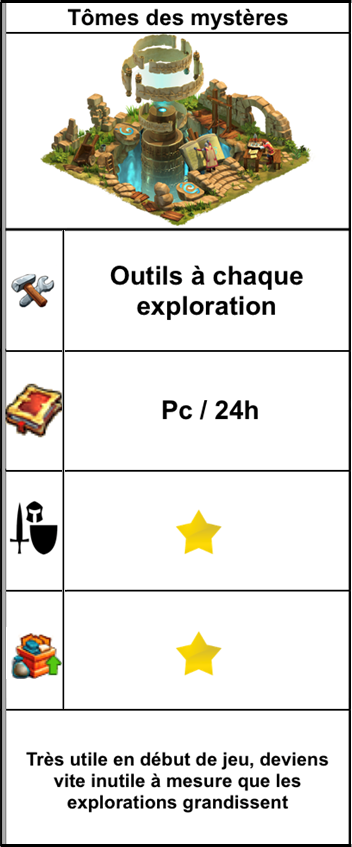 Tômes des mystères
Outils à chaque
exploration
Pc / 24h
Très utile en début de jeu, deviens
vite inutile à mesure que les
explorations grandissent